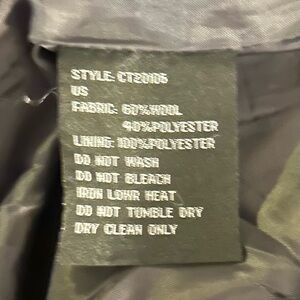 STYLE: CT20106
US
FABRIC: 60%WOOL
40%POLYESTER
LINING: 100%POLYESTER
DO NOT WASH
DO NOT BLEACH
IRON LOWR HEAT
DO NOT TUMBLE DRY
DRY CLEAN ONLY